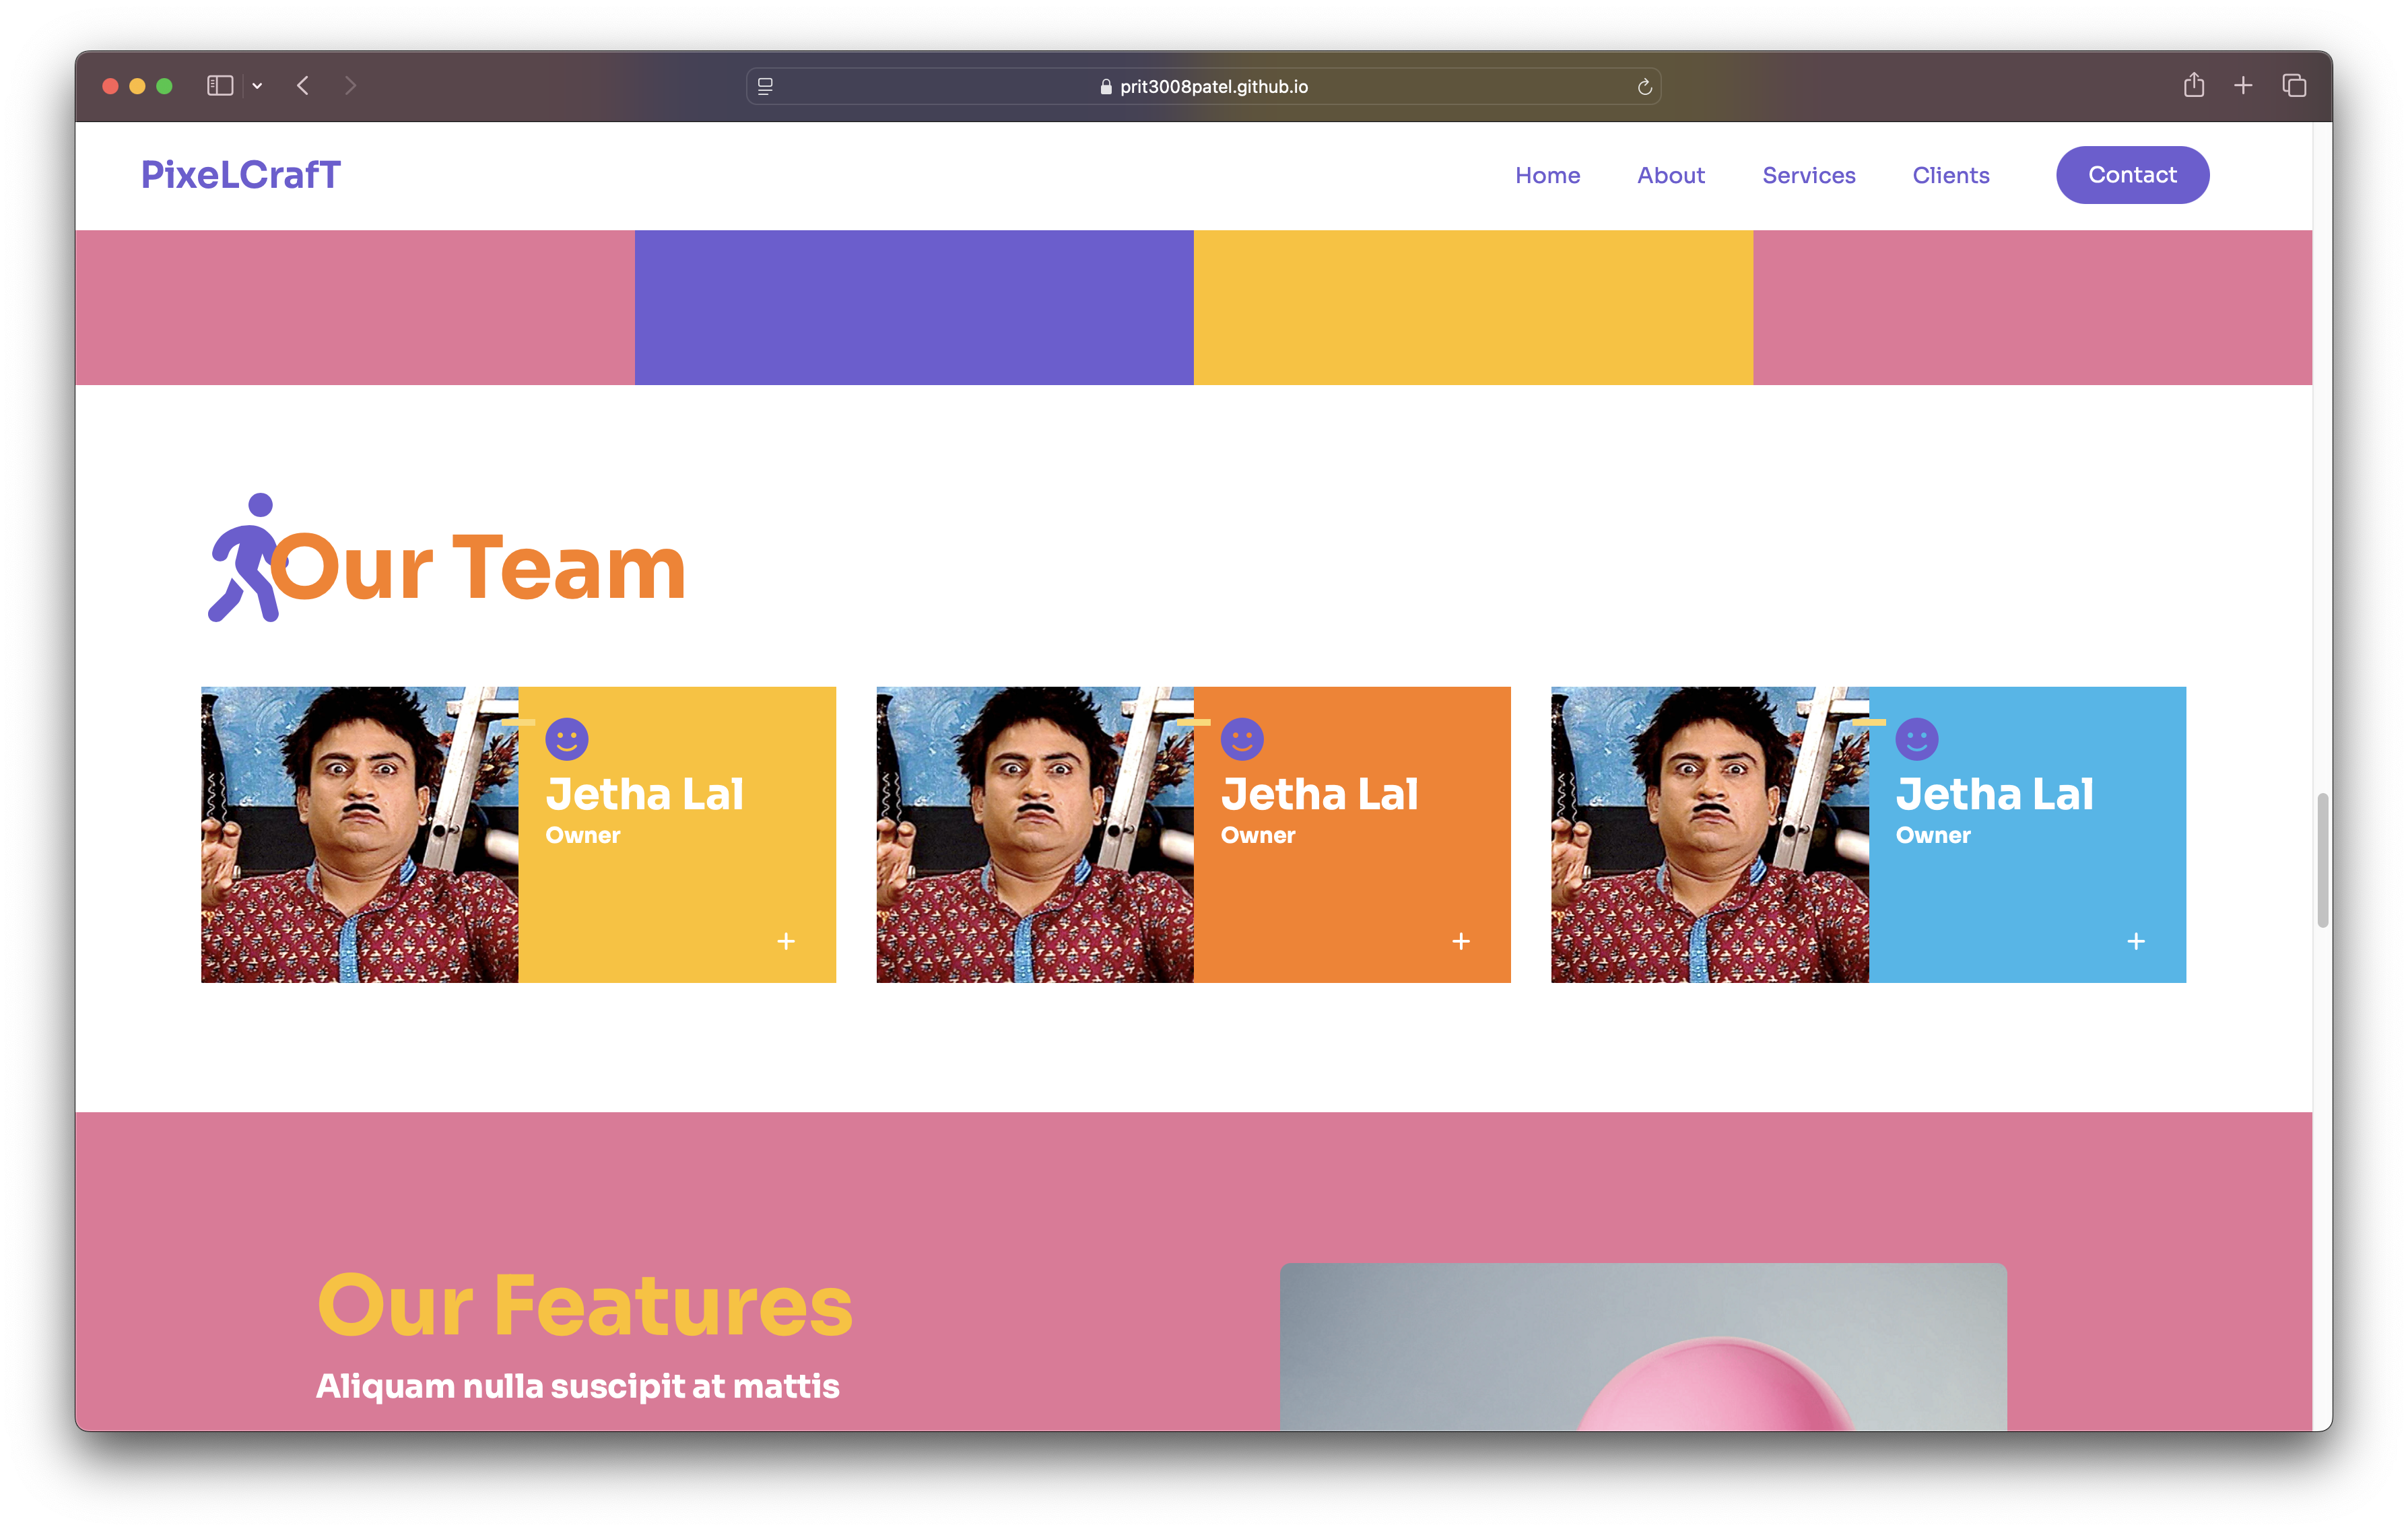 prit3008patel.github.io
PixeLCrafT
Home About Services Clients Contact
Our Team
Jetha Lal
Owner
+
Jetha Lal
Owner
+
Jetha Lal
Owner
+
Our Features
Aliquam nulla suscipit at mattis